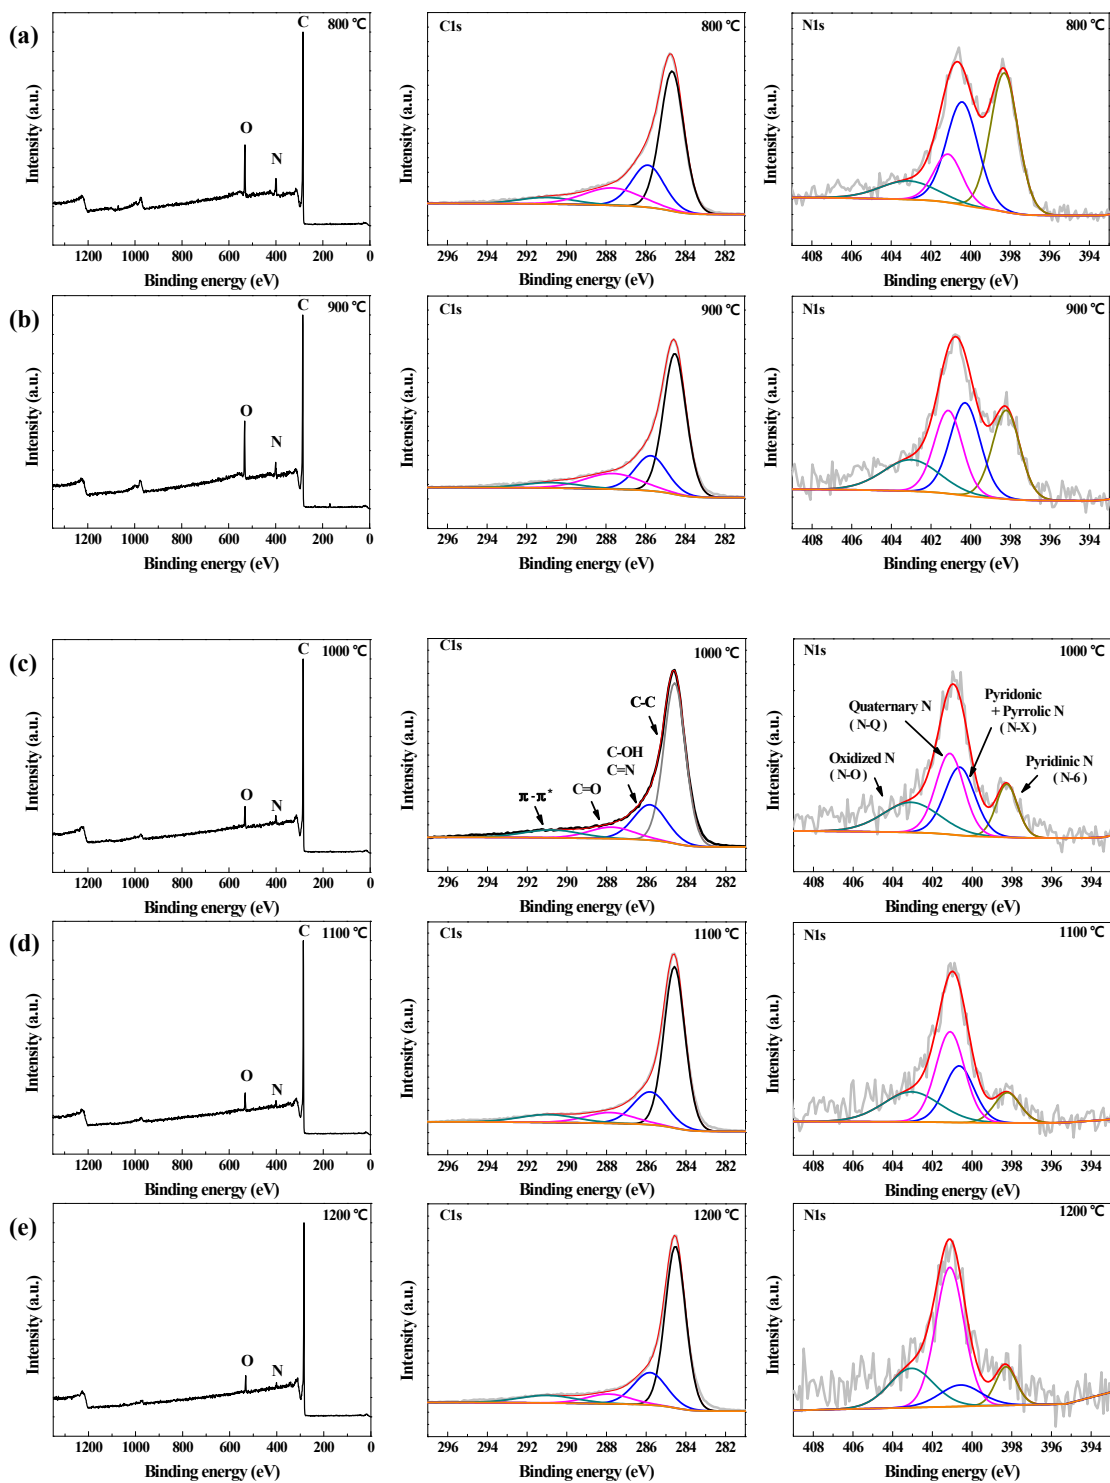 (a)
C
800 ℃
O
N
Intensity (a.u.)
1200 1000 800 600 400 200 0
Binding energy (eV)
C1s
800 ℃
Intensity (a.u.)
296 294 292 290 288 286 284 282
Binding energy (eV)
N1s
800 ℃
Intensity (a.u.)
408 406 404 402 400 398 396 394
Binding energy (eV)
(b)
C
900 ℃
O
N
Intensity (a.u.)
1200 1000 800 600 400 200 0
Binding energy (eV)
C1s
900 ℃
Intensity (a.u.)
296 294 292 290 288 286 284 282
Binding energy (eV)
N1s
900 ℃
Intensity (a.u.)
408 406 404 402 400 398 396 394
Binding energy (eV)
(c)
C
1000 ℃
O
N
Intensity (a.u.)
1200 1000 800 600 400 200 0
Binding energy (eV)
C1s
1000 ℃
C-C
C-OH
C=N
C=O
π-π*
Intensity (a.u.)
296 294 292 290 288 286 284 282
Binding energy (eV)
N1s
1000 ℃
Quaternary N
(N-Q)
Pyridonic
+ Pyrrolic N
(N-X)
Oxidized N
(N-O)
Pyridinic N
(N-6)
Intensity (a.u.)
408 406 404 402 400 398 396 394
Binding energy (eV)
(d)
C
1100 ℃
O
N
Intensity (a.u.)
1200 1000 800 600 400 200 0
Binding energy (eV)
C1s
1100 ℃
Intensity (a.u.)
296 294 292 290 288 286 284 282
Binding energy (eV)
N1s
1100 ℃
Intensity (a.u.)
408 406 404 402 400 398 396 394
Binding energy (eV)
(e)
1200 ℃
O
N
Intensity (a.u.)
1200 1000 800 600 400 200 0
Binding energy (eV)
C1s
1200 ℃
Intensity (a.u.)
296 294 292 290 288 286 284 282
Binding energy (eV)
N1s
1200 ℃
Intensity (a.u.)
408 406 404 402 400 398 396 394
Binding energy (eV)